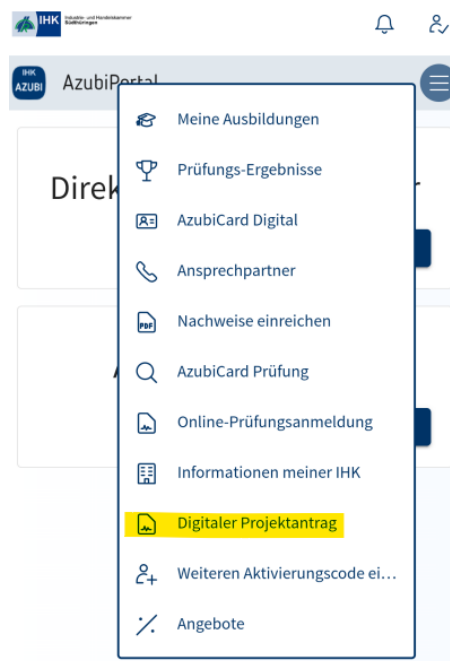 IHK Industrie- und Handelskammer
Südthüringen
IHK
AZUBI
AzubiPortal
Direk
Meine Ausbildungen
Prüfungs-Ergebnisse
AzubiCard Digital
Ansprechpartner
PDF
Nachweise einreichen
AzubiCard Prüfung
Online-Prüfungsanmeldung
Informationen meiner IHK
Digitaler Projektantrag
Weiteren Aktivierungscode ei…
Angebote